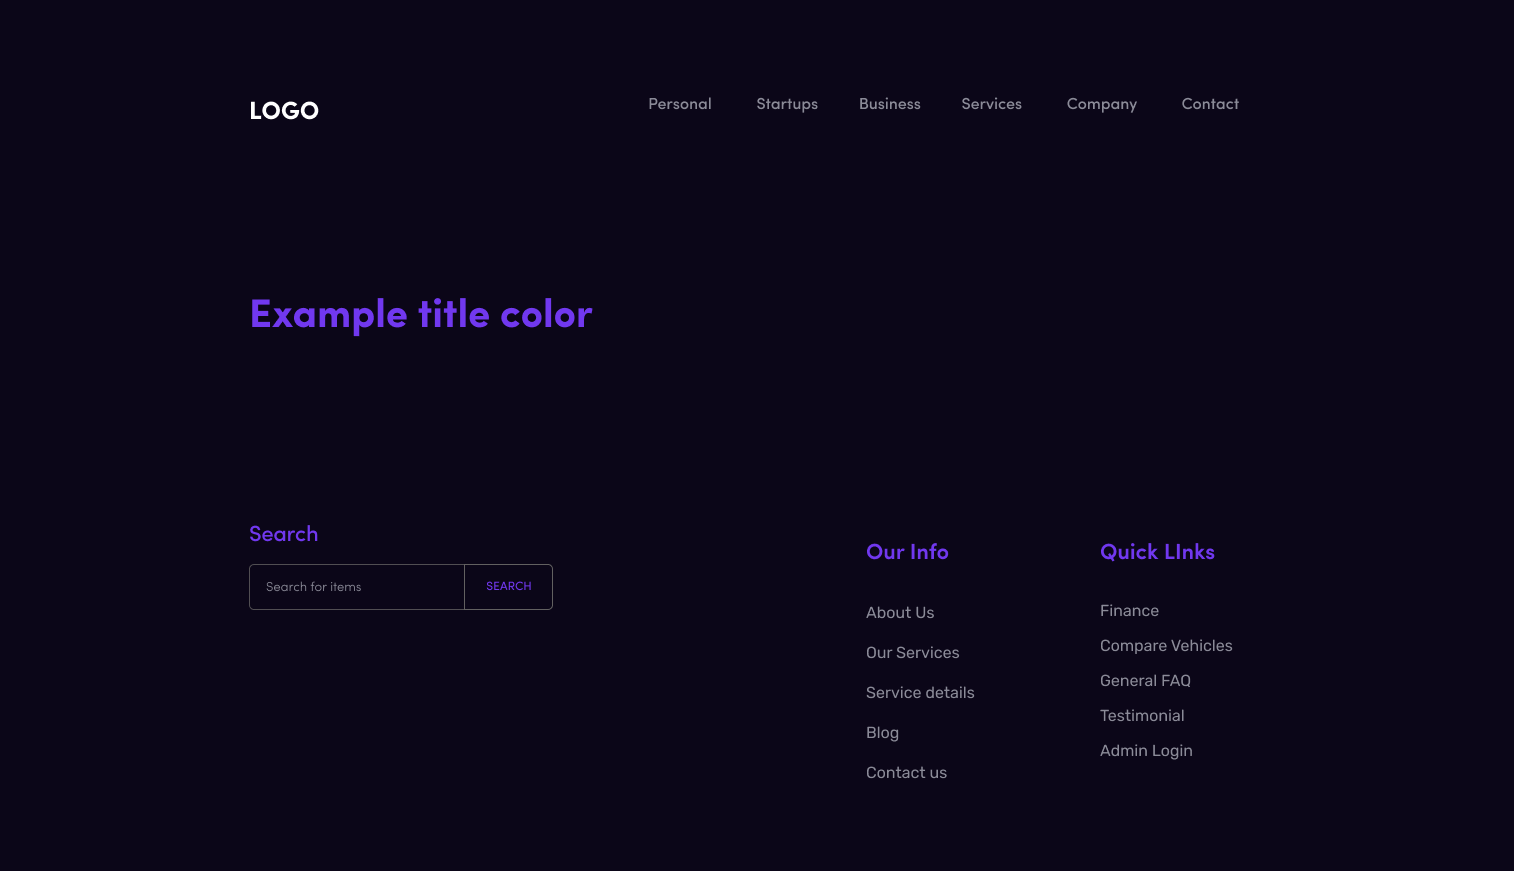 LOGO
Personal Startups Business Services Company Contact
Example title color
Search
Search for items SEARCH
Our Info
About Us
Our Services
Service details
Blog
Contact us
Quick LInks
Finance
Compare Vehicles
General FAQ
Testimonial
Admin Login